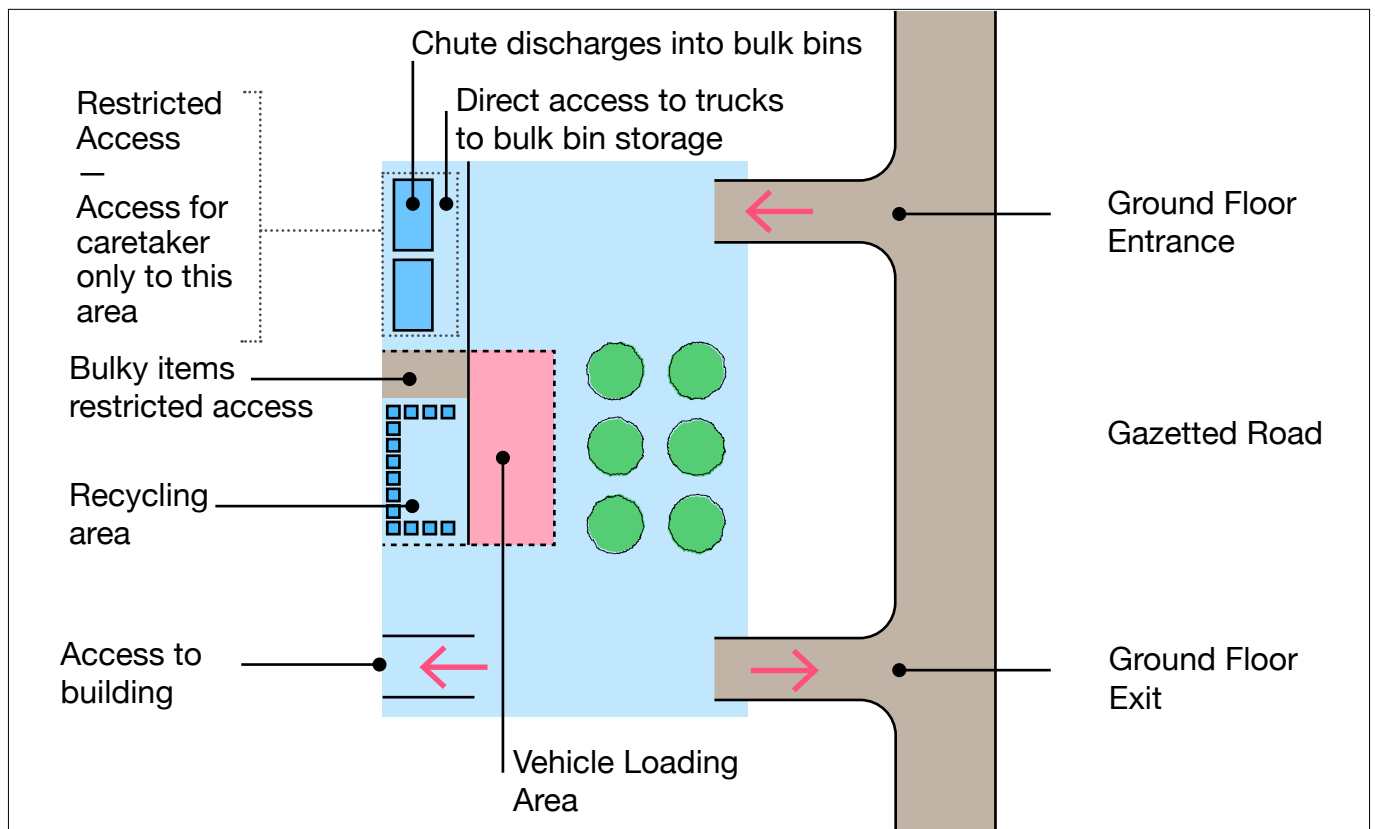 Chute discharges into bulk bins
Direct access to trucks
to bulk bin storage
Restricted
Access
—
Access for
caretaker
only to this
area
Bulky items
restricted access
Recycling
area
Access to
building
Vehicle Loading
Area
Ground Floor
Entrance
Gazetted Road
Ground Floor
Exit